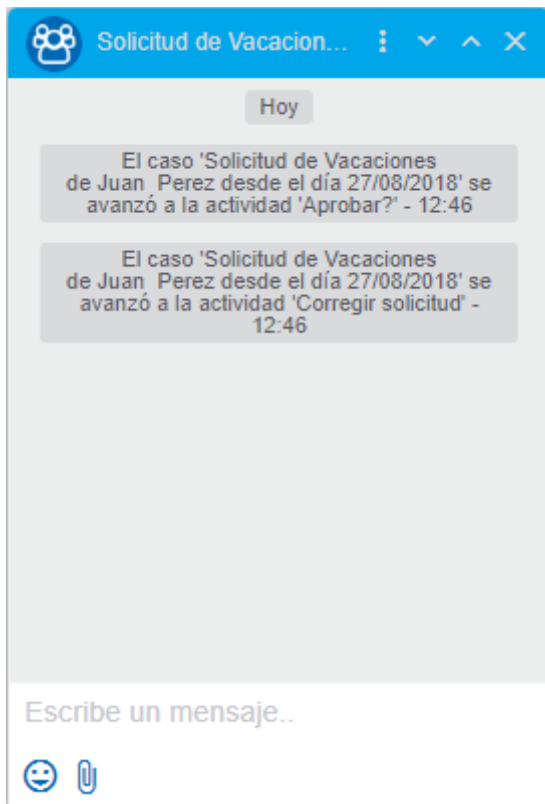 Solicitud de Vacacion...
Hoy
El caso 'Solicitud de Vacaciones
de Juan  Perez desde el día 27/08/2018' se
avanzó a la actividad 'Aprobar?' - 12:46
El caso 'Solicitud de Vacaciones
de Juan  Perez desde el día 27/08/2018' se
avanzó a la actividad 'Corregir solicitud' -
12:46
Escribe un mensaje..